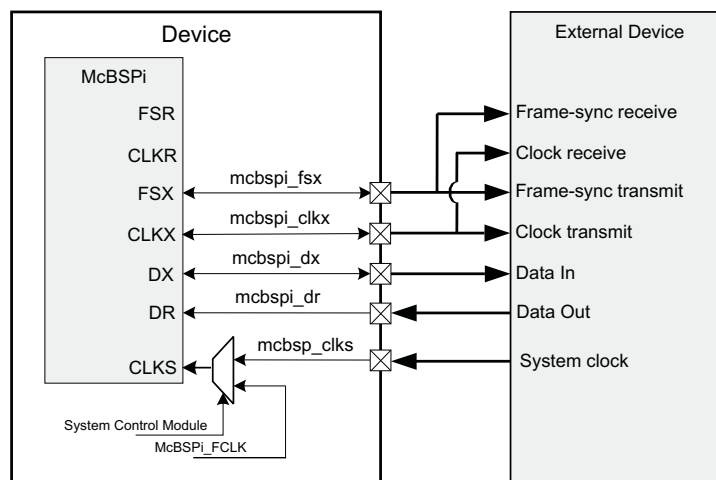 Device
External Device
McBSPi
FSR
Frame-sync receive
CLKR
Clock receive
FSX
mcbspi_fsx
Frame-sync transmit
CLKX
mcbspi_clkx
Clock transmit
DX
mcbspi_dx
Data In
DR
mcbspi_dr
Data Out
CLKS
mcbsp_clks
System clock
System Control Module
McBSPi_FCLK